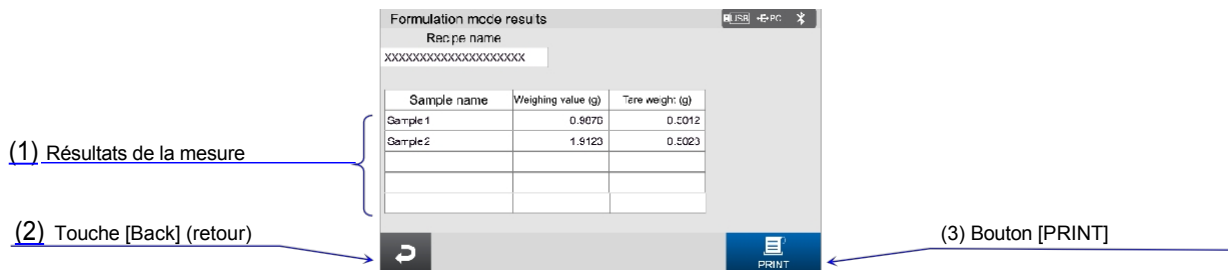 Formulation mode results
USB PC
Recipe name
XXXXXXXXXXXXXXXXXXXX
Sample name Weighing value (g) Tare weight (g)
Sample1 0.9876 0.5012
Sample2 1.9123 0.5023
(1) Résultats de la mesure
(2) Touche [Back] (retour)
(3) Bouton [PRINT]
PRINT